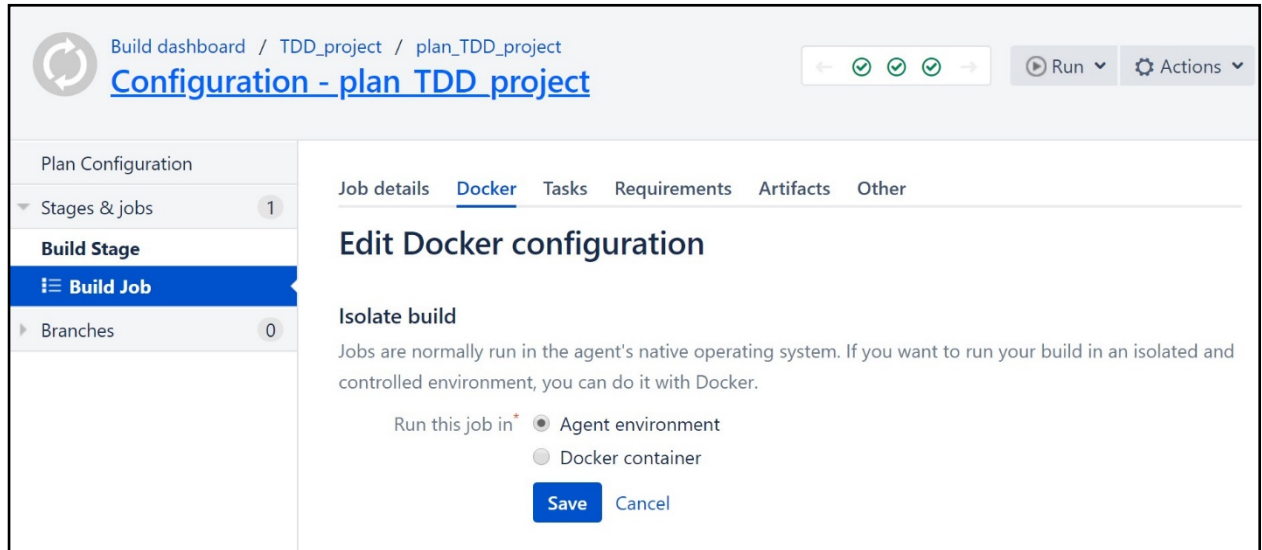 Build dashboard / TDD_project / plan_TDD_project
Configuration - plan_TDD_project
Run
Actions
Plan Configuration
Stages & jobs 1
Build Stage
Build Job
Branches 0
Job details Docker Tasks Requirements Artifacts Other
Edit Docker configuration
Isolate build
Jobs are normally run in the agent's native operating system. If you want to run your build in an isolated and
controlled environment, you can do it with Docker.
Run this job in* Agent environment
Docker container
Save Cancel